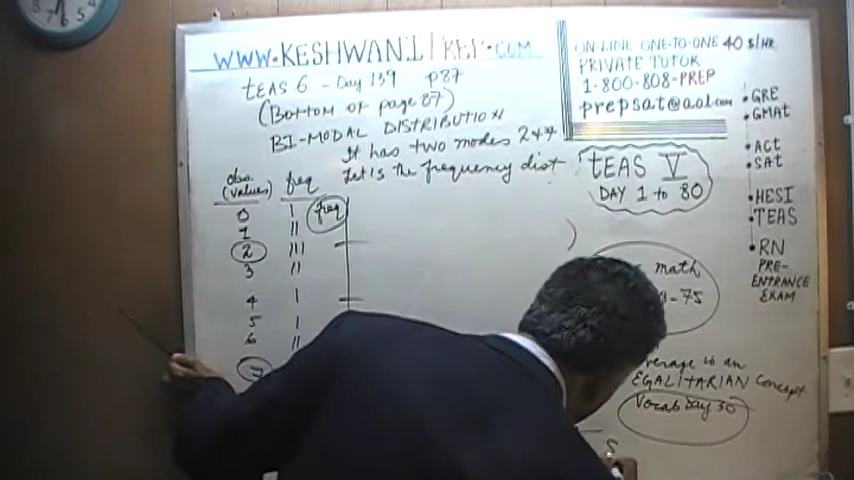 WWW.KESHWANI PREP.COM
TEAS 6 - Day 139 P87
(Bottom of page 87)
BI-MODAL DISTRIBUTION
It has two modes 2 & 7
the frequency dist
ON LINE ONE-TO-ONE 40 $/HR
PRIVATE TUTOR
1-800-808-PREP
prepsat@aol.com
GRE
GMAT
ACT
SAT
HESI
TEAS
RN
PRE-
ENTRANCE
EXAM
TEAS V
DAY 1 to 80
obs. freq
(values)
0 | freq
1 ||
2 |||
3 ||
4 |
5 |
6 ||
7
math
- 75
average is an
EGALITARIAN Concept
Vocab Day 30
5